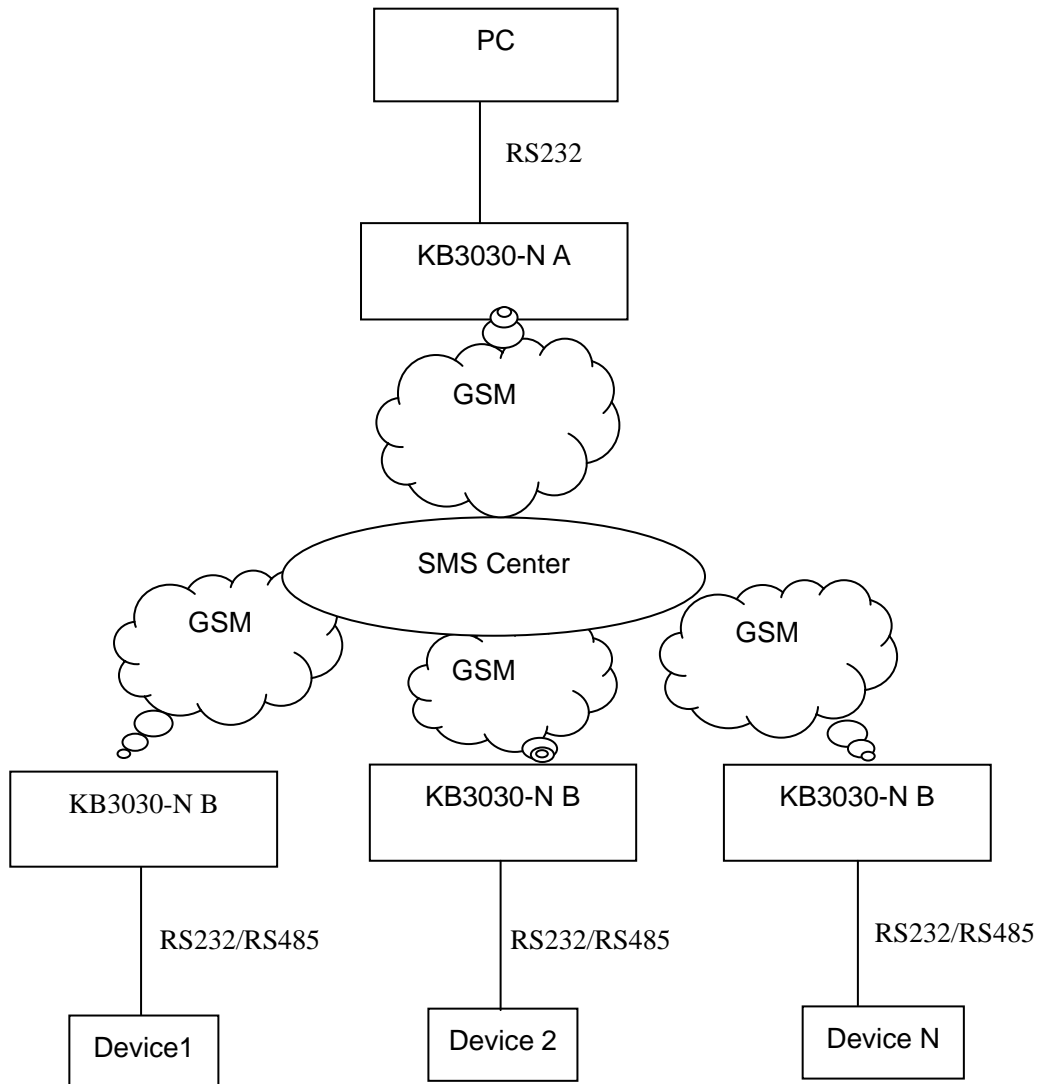 PC
RS232
KB3030-N A
GSM
SMS Center
GSM
GSM
GSM
KB3030-N B
KB3030-N B
KB3030-N B
RS232/RS485
RS232/RS485
RS232/RS485
Device1
Device 2
Device N